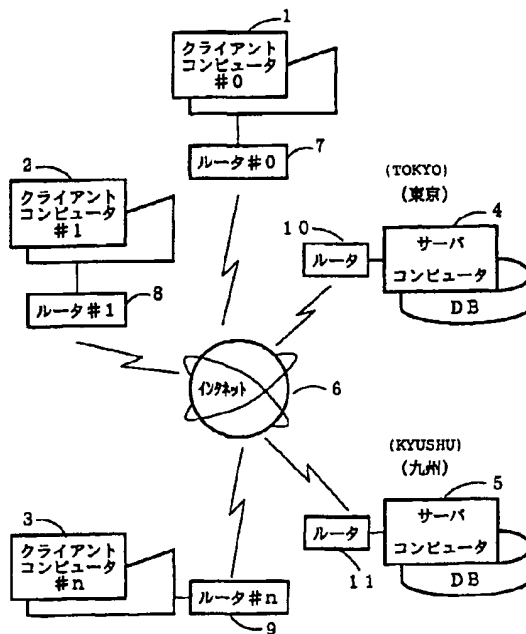 1
クライアント
コンピュータ
#0
ルータ#0
7
2
クライアント
コンピュータ
#1
ルータ#1
8
(TOKYO)
(東京)
10
ルータ
4
サーバ
コンピュータ
DB
インタネット
6
(KYUSHU)
(九州)
5
サーバ
コンピュータ
DB
ルータ
11
3
クライアント
コンピュータ
#n
ルータ#n
9